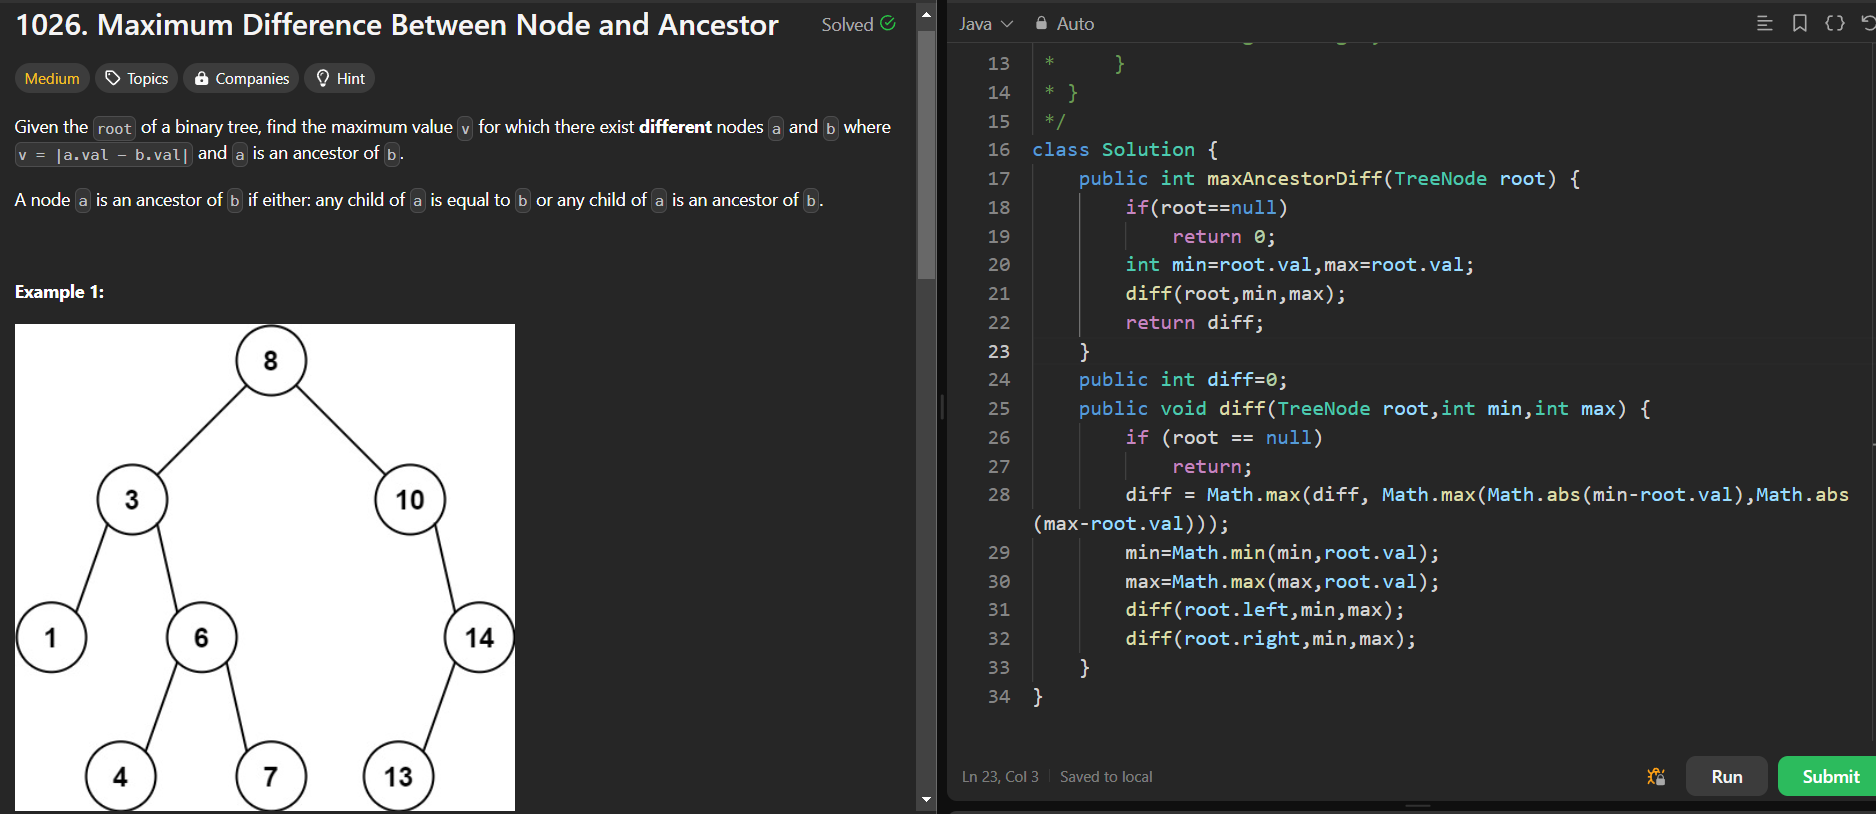 1026. Maximum Difference Between Node and Ancestor
Solved
Medium Topics Companies Hint
Given the root of a binary tree, find the maximum value v for which there exist different nodes a and b where
v = |a.val - b.val| and a is an ancestor of b.
A node a is an ancestor of b if either: any child of a is equal to b or any child of a is an ancestor of b.
Example 1:
8
3 10
1 6 14
4 7 13
Java Auto
13 * }
14 * }
15 */
16 class Solution {
17 public int maxAncestorDiff(TreeNode root) {
18 if(root==null)
19 return 0;
20 int min=root.val,max=root.val;
21 diff(root,min,max);
22 return diff;
23 }
24 public int diff=0;
25 public void diff(TreeNode root,int min,int max) {
26 if (root == null)
27 return;
28 diff = Math.max(diff, Math.max(Math.abs(min-root.val),Math.abs
(max-root.val)));
29 min=Math.min(min,root.val);
30 max=Math.max(max,root.val);
31 diff(root.left,min,max);
32 diff(root.right,min,max);
33 }
34 }
Ln 23, Col 3 Saved to local
Run
Submit